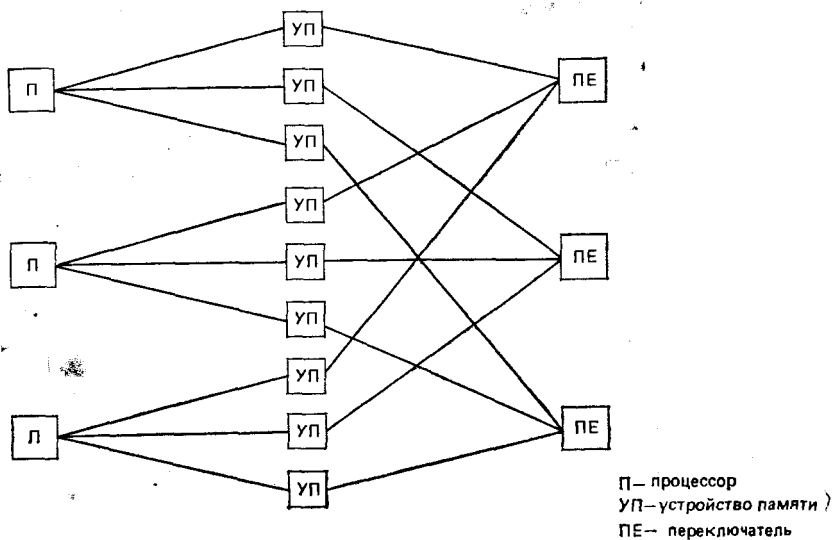 УП
УП
П
ПЕ
УП
УП
П
УП
ПЕ
УП
УП
Л
УП
ПЕ
УП
П— процессор
УП—устройство памяти )
ПЕ— переключатель